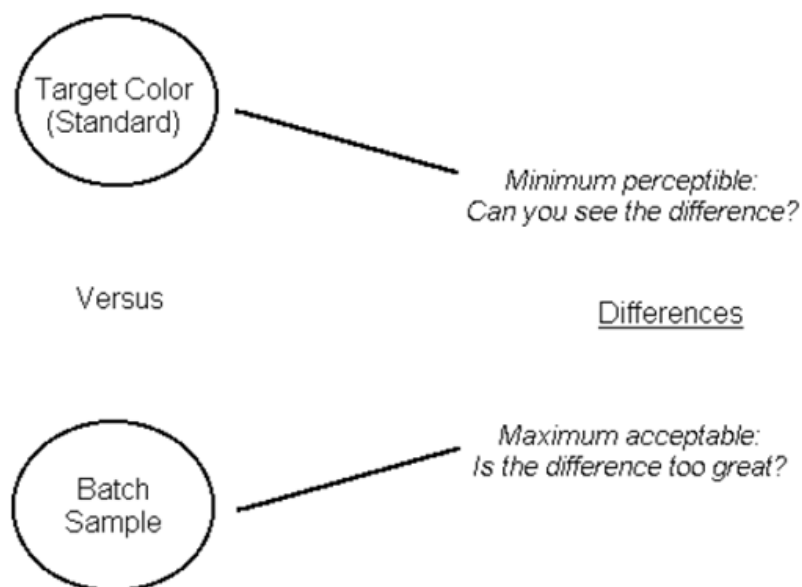 Target Color
(Standard)
Minimum perceptible:
Can you see the difference?
Versus
Differences
Maximum acceptable:
Is the difference too great?
Batch
Sample